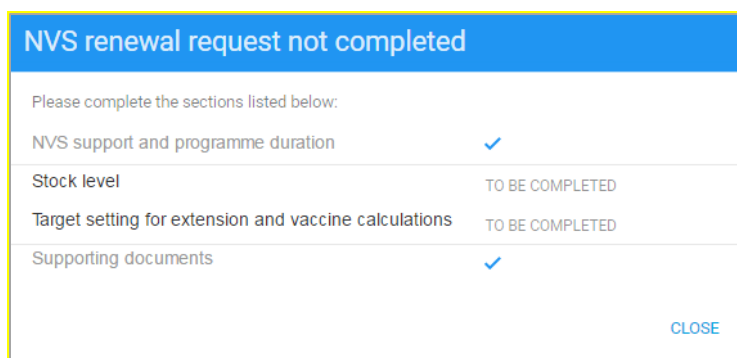 NVS renewal request not completed
Please complete the sections listed below:
NVS support and programme duration
Stock level TO BE COMPLETED
Target setting for extension and vaccine calculations TO BE COMPLETED
Supporting documents
CLOSE